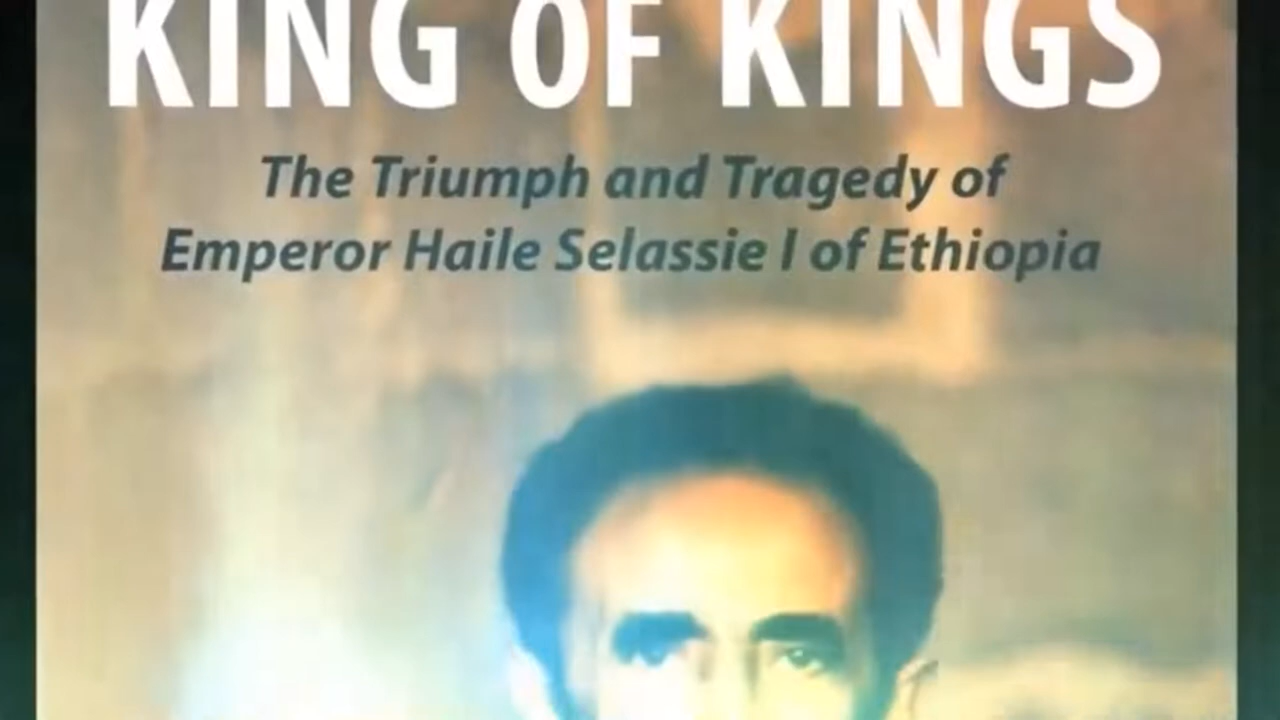 KING OF KINGS
The Triumph and Tragedy of
Emperor Haile Selassie I of Ethiopia